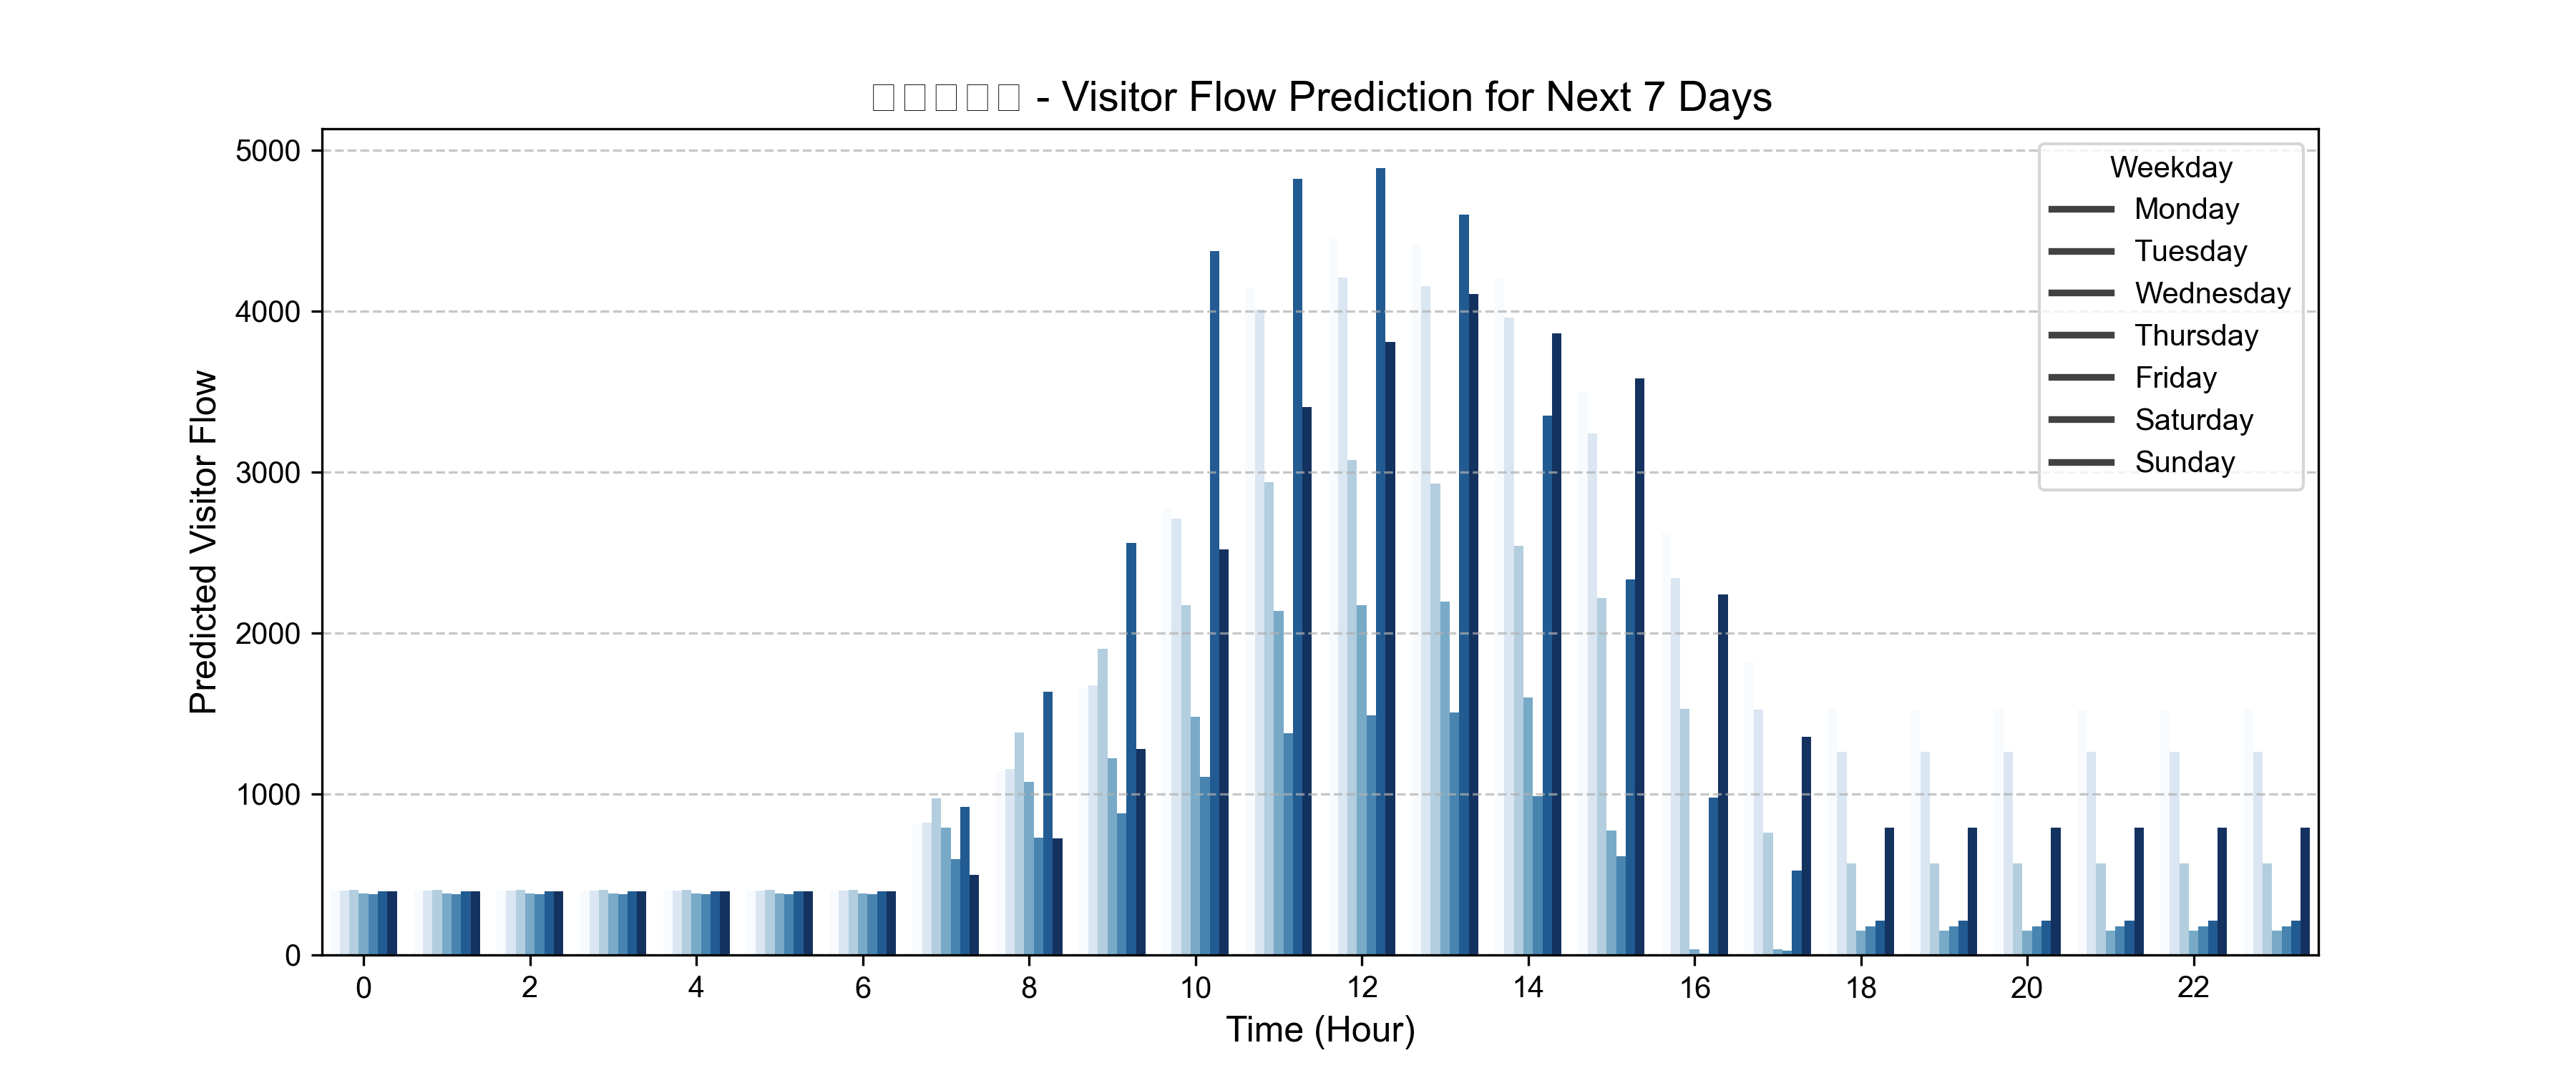 - Visitor Flow Prediction for Next 7 Days
5000
4000
3000
2000
1000
0
Predicted Visitor Flow
Weekday
Monday
Tuesday
Wednesday
Thursday
Friday
Saturday
Sunday
0 2 4 6 8 10 12 14 16 18 20 22
Time (Hour)